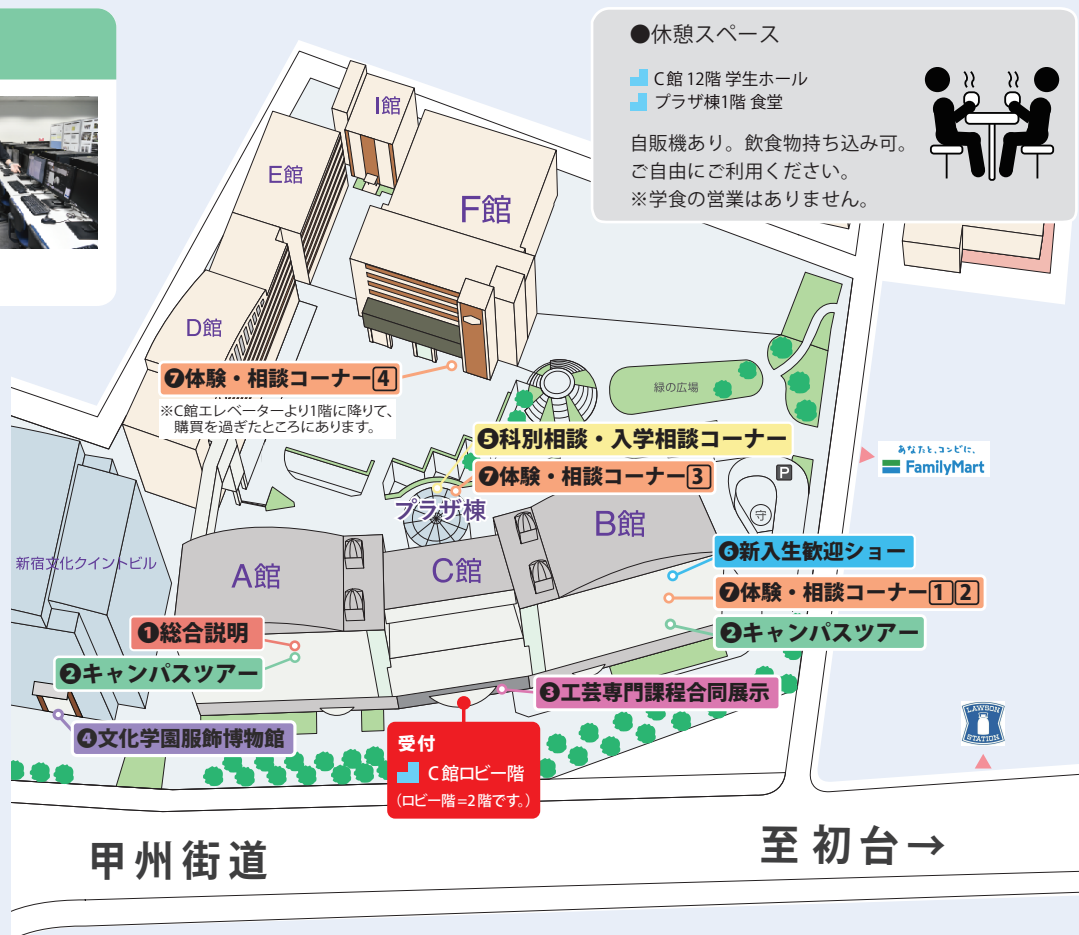 ●休憩スペース
C館 12階 学生ホール
プラザ棟1階 食堂
自販機あり。飲食物持ち込み可。
ご自由にご利用ください。
※学食の営業はありません。
I館
E館
F館
D館
❼体験・相談コーナー4
※C館エレベーターより1階に降りて、
購買を過ぎたところにあります。
緑の広場
❺科別相談・入学相談コーナー
❼体験・相談コーナー3
プラザ棟
P
守
あなたと、コンビに、
FamilyMart
新宿文化クイントビル
A館
C館
B館
❻新入生歓迎ショー
❼体験・相談コーナー12
❷キャンパスツアー
❶総合説明
❷キャンパスツアー
❸工芸専門課程合同展示
❹文化学園服飾博物館
受付
C館ロビー階
(ロビー階=2階です。)
LAWSON
STATION
甲州街道
至 初台→